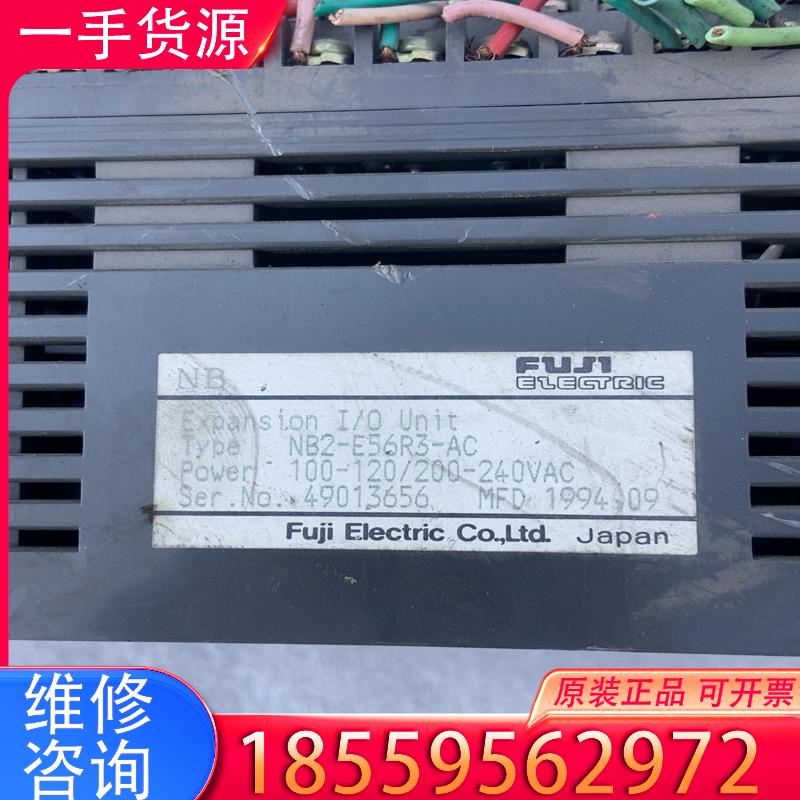 一手货源
NB
FUJI
ELECTRIC
Expansion I/O Unit
Type NB2-E56R3-AC
Power 100-120/200-240VAC
Ser.No. 49013656 MFD 1994.09
Fuji Electric Co.,Ltd. Japan
维修
咨询
原装正品 可开票
18559562972